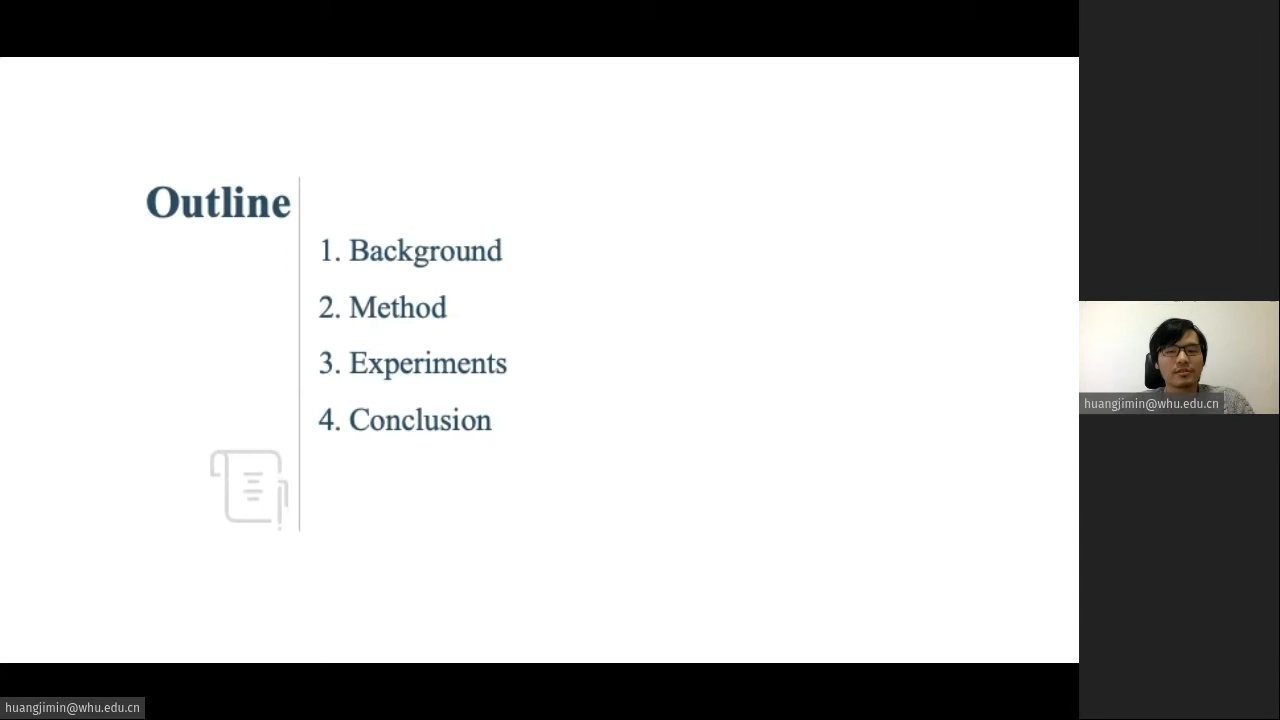 Outline
1. Background
2. Method
3. Experiments
4. Conclusion
huangjimin@whu.edu.cn
huangjimin@whu.edu.cn